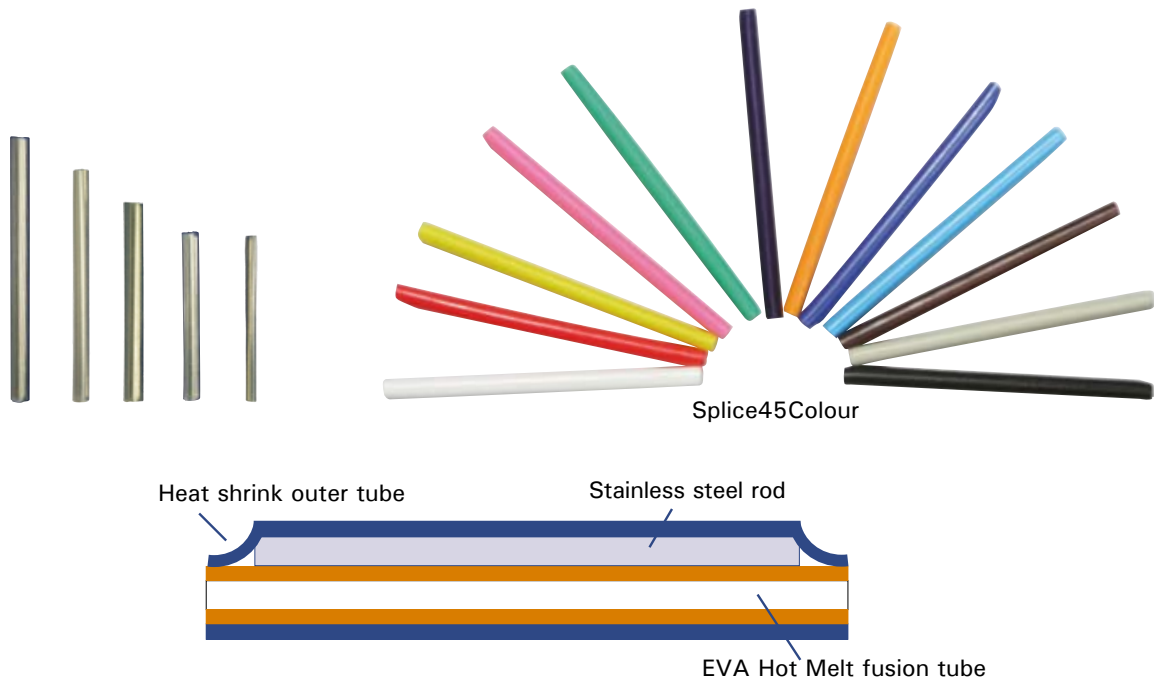 Splice45Colour
Heat shrink outer tube
Stainless steel rod
EVA Hot Melt fusion tube